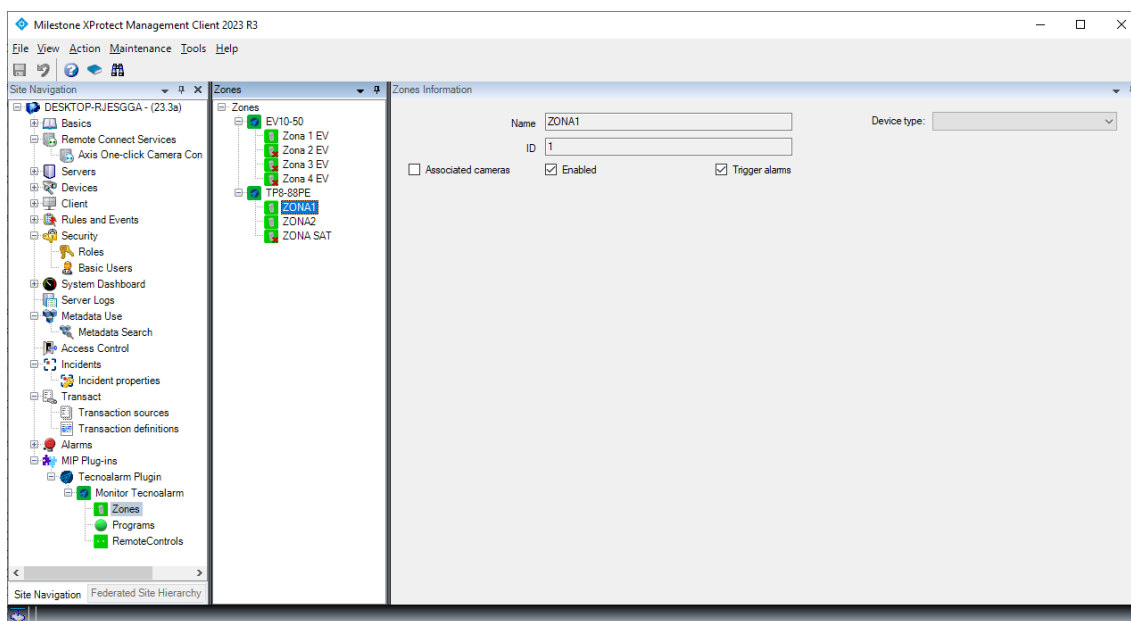 Milestone XProtect Management Client 2023 R3
File View Action Maintenance Tools Help
Site Navigation
DESKTOP-RJESGGA - (23.3a)
Basics
Remote Connect Services
Axis One-click Camera Con
Servers
Devices
Client
Rules and Events
Security
Roles
Basic Users
System Dashboard
Server Logs
Metadata Use
Metadata Search
Access Control
Incidents
Incident properties
Transact
Transaction sources
Transaction definitions
Alarms
MIP Plug-ins
Tecnoalarm Plugin
Monitor Tecnoalarm
Zones
Programs
RemoteControls
Site Navigation Federated Site Hierarchy
Zones
Zones
EV10-50
Zona 1 EV
Zona 2 EV
Zona 3 EV
Zona 4 EV
TP8-88PE
ZONA1
ZONA2
ZONA SAT
Zones Information
Name ZONA1 Device type:
ID 1
Associated cameras Enabled Trigger alarms